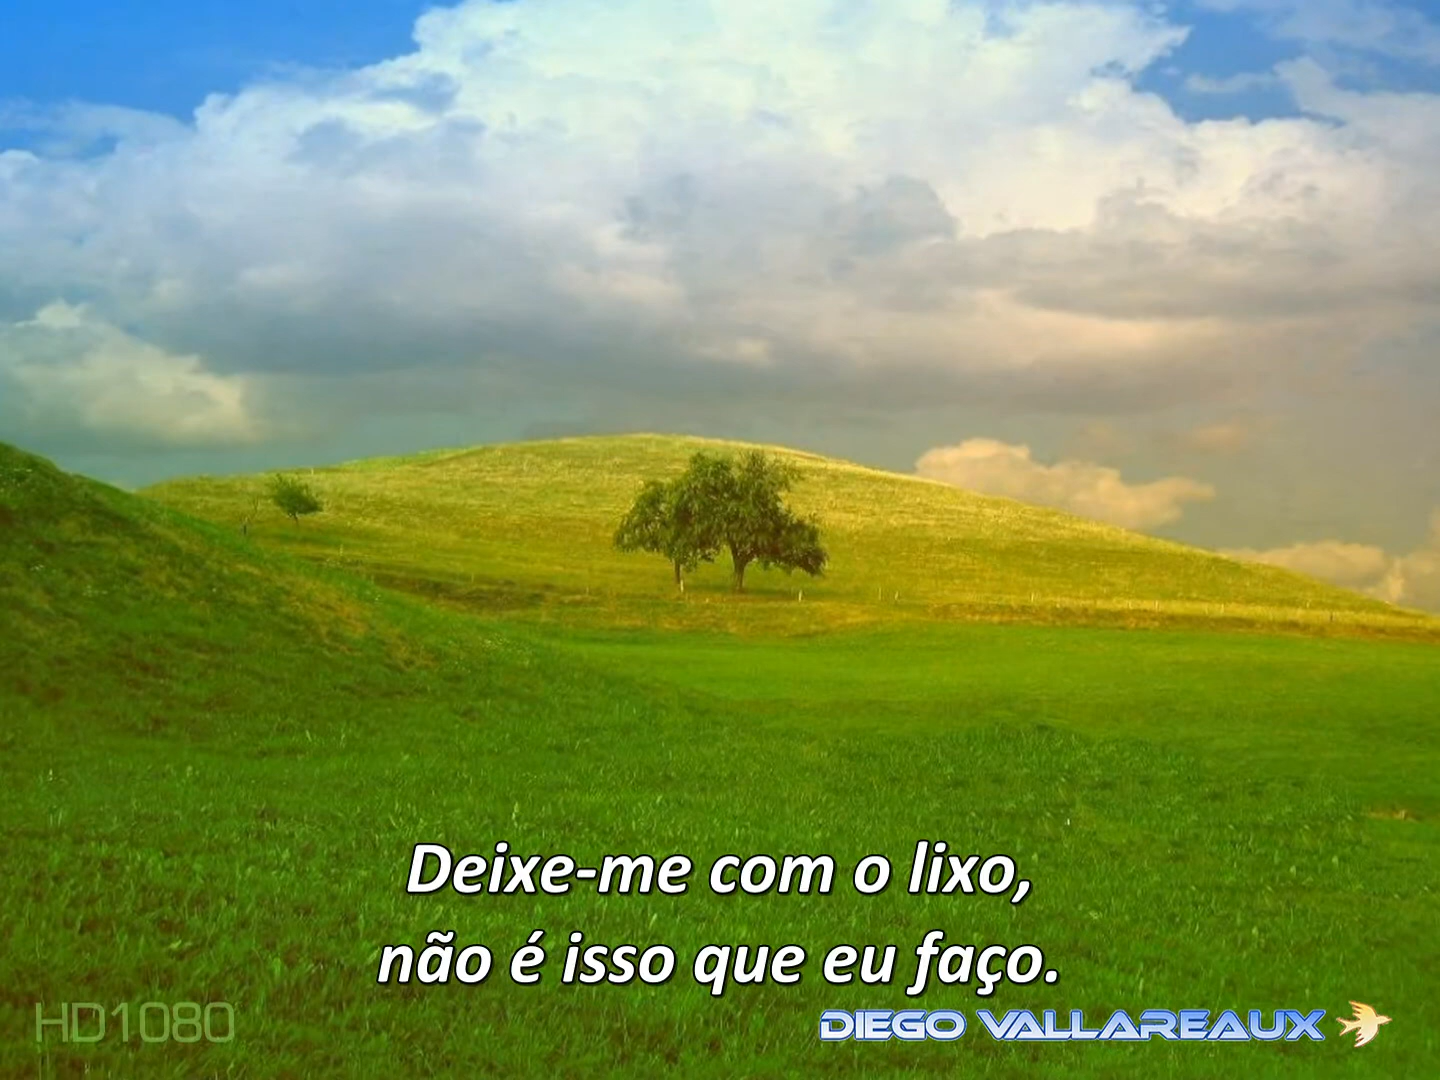 Deixe-me com o lixo,
não é isso que eu faço.
HD1080
DIEGO VALLAREAUX